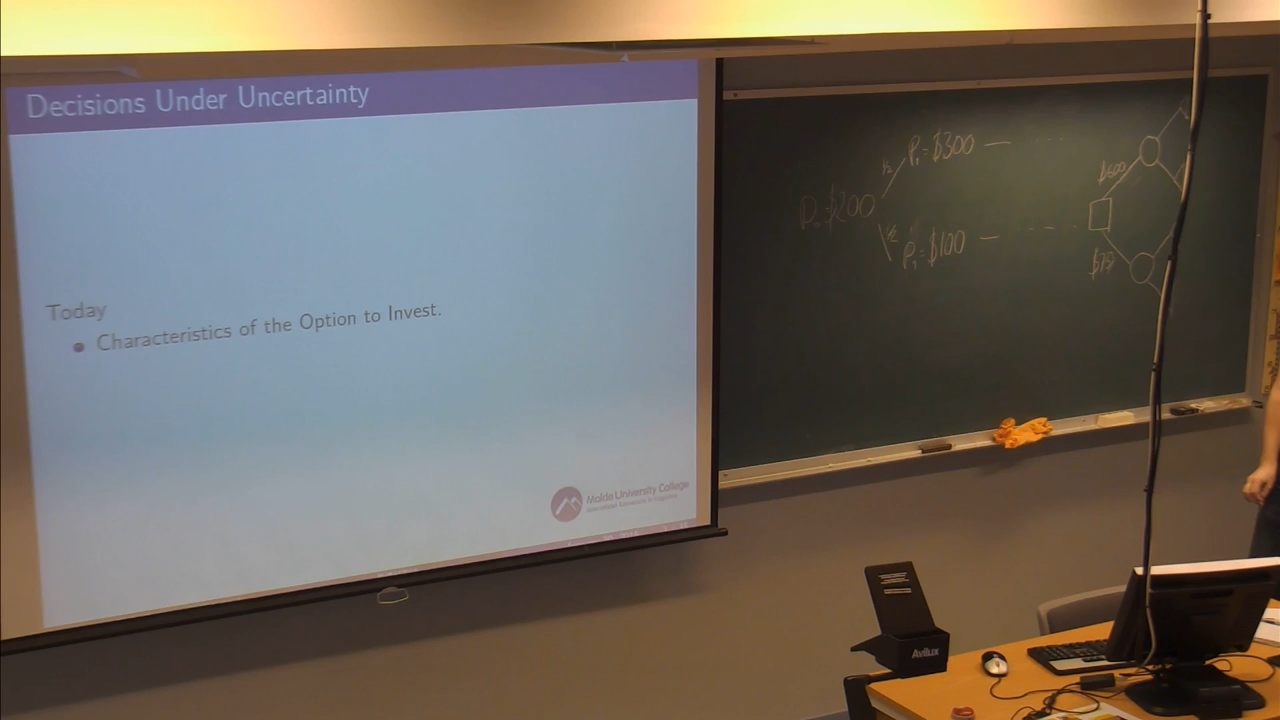 Decisions Under Uncertainty
Today
• Characteristics of the Option to Invest.
Molde University College
1/2 P₁ = $300 — ....
P₀ = $200
1/2 P₁ = $100 — - - - -
$600
AVilux